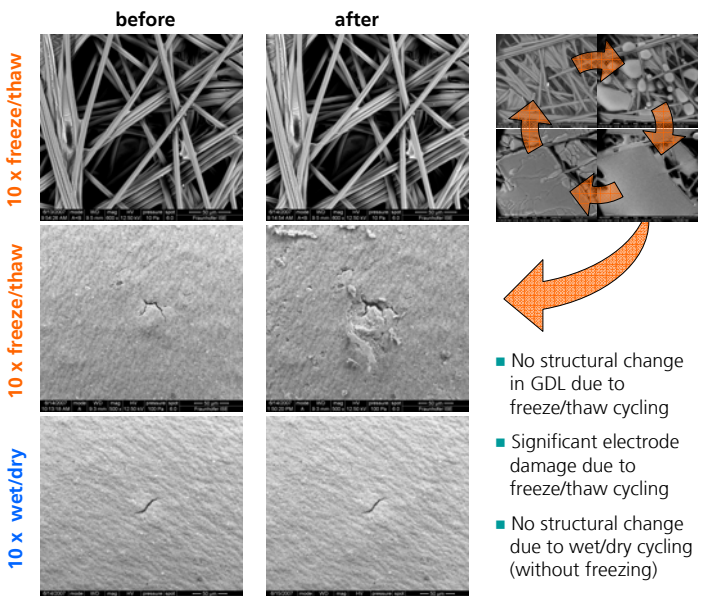 before
after
10 x freeze/thaw
10 x freeze/thaw
10 x wet/dry
■ No structural change
in GDL due to
freeze/thaw cycling
■ Significant electrode
damage due to
freeze/thaw cycling
■ No structural change
due to wet/dry cycling
(without freezing)